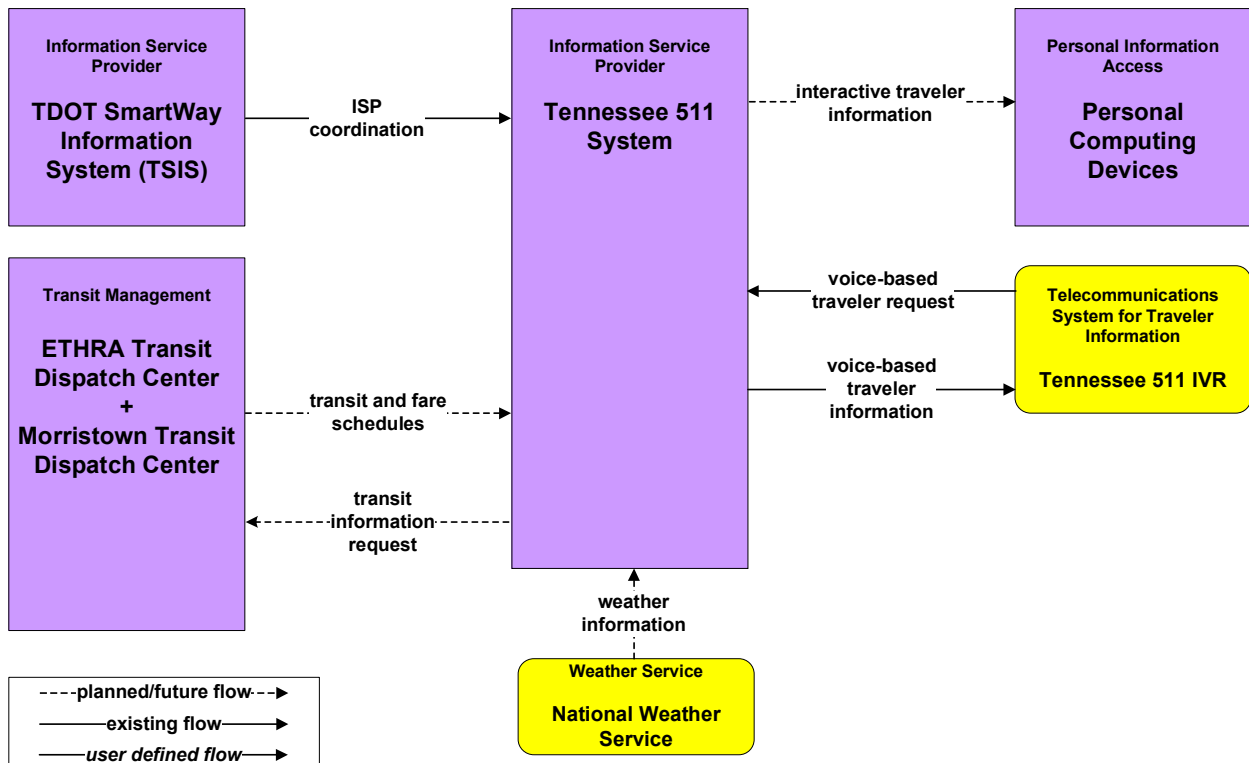 Information Service
Provider
TDOT SmartWay
Information
System (TSIS)
ISP
coordination
Information Service
Provider
Tennessee 511
System
interactive traveler
information
Personal Information
Access
Personal
Computing
Devices
Transit Management
ETHRA Transit
Dispatch Center
+
Morristown Transit
Dispatch Center
transit and fare
schedules
transit
information
request
voice-based
traveler request
voice-based
traveler
information
Telecommunications
System for Traveler
Information
Tennessee 511 IVR
weather
information
Weather Service
National Weather
Service
planned/future flow
existing flow
user defined flow